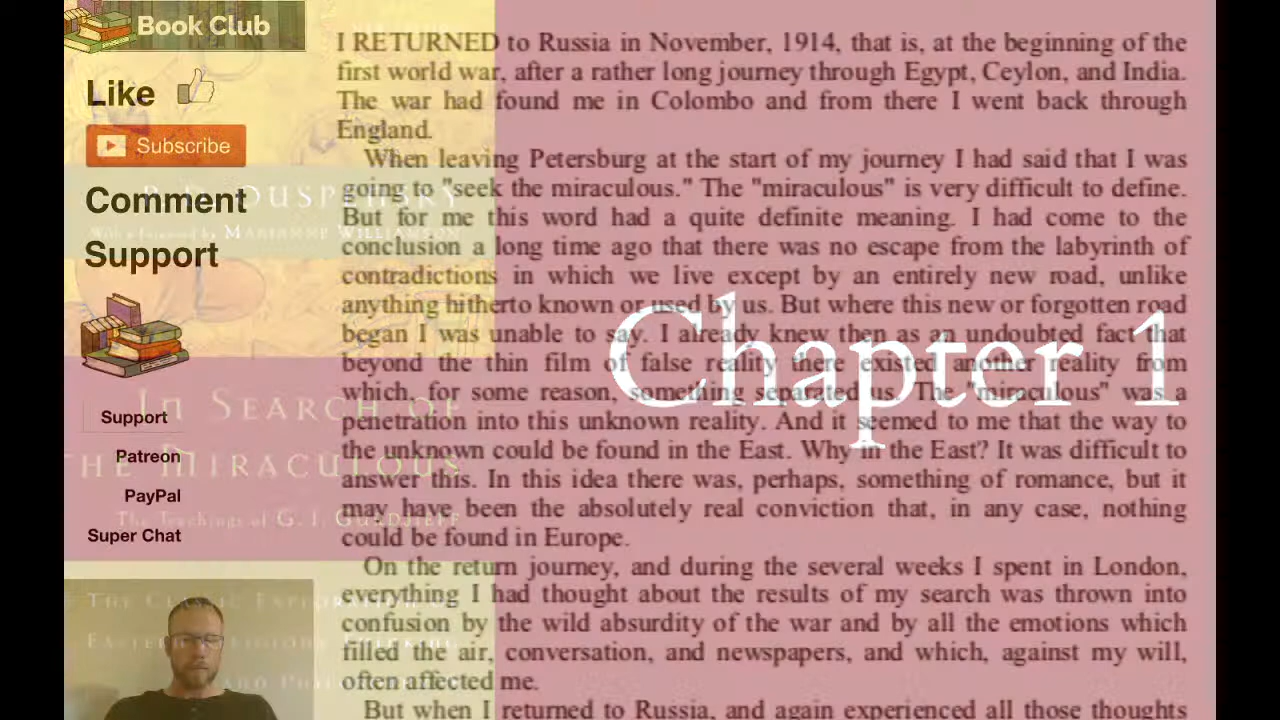 Book Club
Like
Subscribe
Comment
Support
Support
Patreon
PayPal
Super Chat
OUSPENSKY
With a Foreword by MARIANNE WILLIAMSON
IN SEARCH OF
THE MIRACULOUS
The Teachings of G. I. GURDJIEFF
THE CLASSIC EXPLORATION OF
EASTERN RELIGIOUS THINKING
AND PHILOSOPHY
Chapter 1
I RETURNED to Russia in November, 1914, that is, at the beginning of the
first world war, after a rather long journey through Egypt, Ceylon, and India.
The war had found me in Colombo and from there I went back through
England.
When leaving Petersburg at the start of my journey I had said that I was
going to "seek the miraculous." The "miraculous" is very difficult to define.
But for me this word had a quite definite meaning. I had come to the
conclusion a long time ago that there was no escape from the labyrinth of
contradictions in which we live except by an entirely new road, unlike
anything hitherto known or used by us. But where this new or forgotten road
began I was unable to say. I already knew then as an undoubted fact that
beyond the thin film of false reality there existed another reality from
which, for some reason, something separated us. The "miraculous" was a
penetration into this unknown reality. And it seemed to me that the way to
the unknown could be found in the East. Why in the East? It was difficult to
answer this. In this idea there was, perhaps, something of romance, but it
may have been the absolutely real conviction that, in any case, nothing
could be found in Europe.
On the return journey, and during the several weeks I spent in London,
everything I had thought about the results of my search was thrown into
confusion by the wild absurdity of the war and by all the emotions which
filled the air, conversation, and newspapers, and which, against my will,
often affected me.
But when I returned to Russia, and again experienced all those thoughts